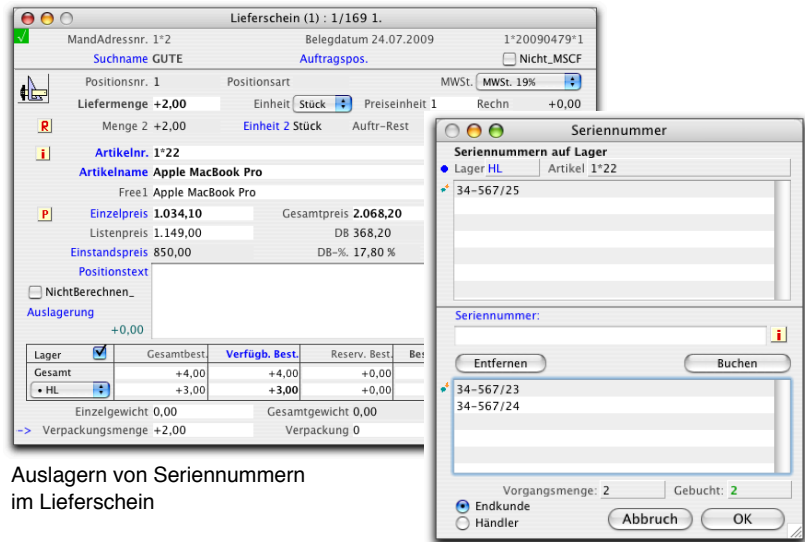 Lieferschein (1) : 1/169 1.
MandAdressnr. 1*2 Belegdatum 24.07.2009 1*20090479*1
Suchname GUTE Auftragspos. Nicht_MSCF
Positionsnr. 1 Positionsart MWSt. MWSt. 19%
Liefermenge +2,00 Einheit Stück Preiseinheit 1 Rechn +0,00
R Menge 2 +2,00 Einheit 2 Stück Auftr-Rest
i Artikelnr. 1*22
Artikelname Apple MacBook Pro
Free1 Apple MacBook Pro
P Einzelpreis 1.034,10 Gesamtpreis 2.068,20
Listenpreis 1.149,00 DB 368,20
Einstandspreis 850,00 DB-%. 17,80 %
Positionstext
NichtBerechnen_
Auslagerung
+0,00
Lager Gesamtbest. Verfügb. Best. Reserv. Best. Bes
Gesamt +4,00 +4,00 +0,00
• HL +3,00 +3,00 +0,00
Einzelgewicht 0,00 Gesamtgewicht 0,00
-> Verpackungsmenge +2,00 Verpackung 0
Seriennummer
Seriennummern auf Lager
Lager HL Artikel 1*22
34-567/25
Seriennummer:
i
Entfernen Buchen
34-567/23
34-567/24
Vorgangsmenge: 2 Gebucht: 2
Endkunde
Händler
Abbruch OK
Auslagern von Seriennummern
im Lieferschein